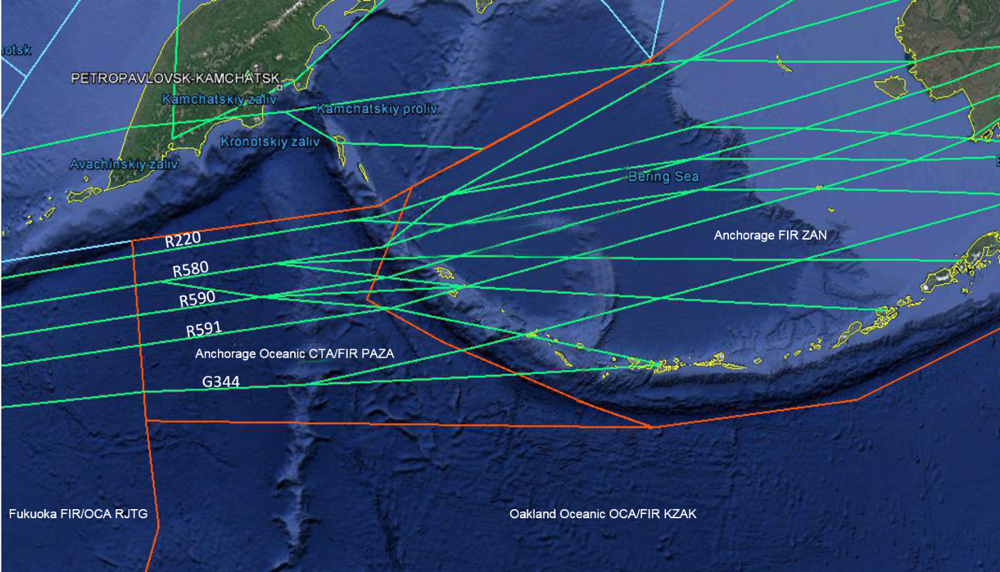 notsk
PETROPAVLOVSK-KAMCHATSK
Kamchatskiy zaliv
Kamchatskiy proliv
Kronotskiy zaliv
Avachinskiy zaliv
Bering Sea
R220
Anchorage FIR ZAN
R580
R590
R591
Anchorage Oceanic CTA/FIR PAZA
G344
Fukuoka FIR/OCA RJTG
Oakland Oceanic OCA/FIR KZAK